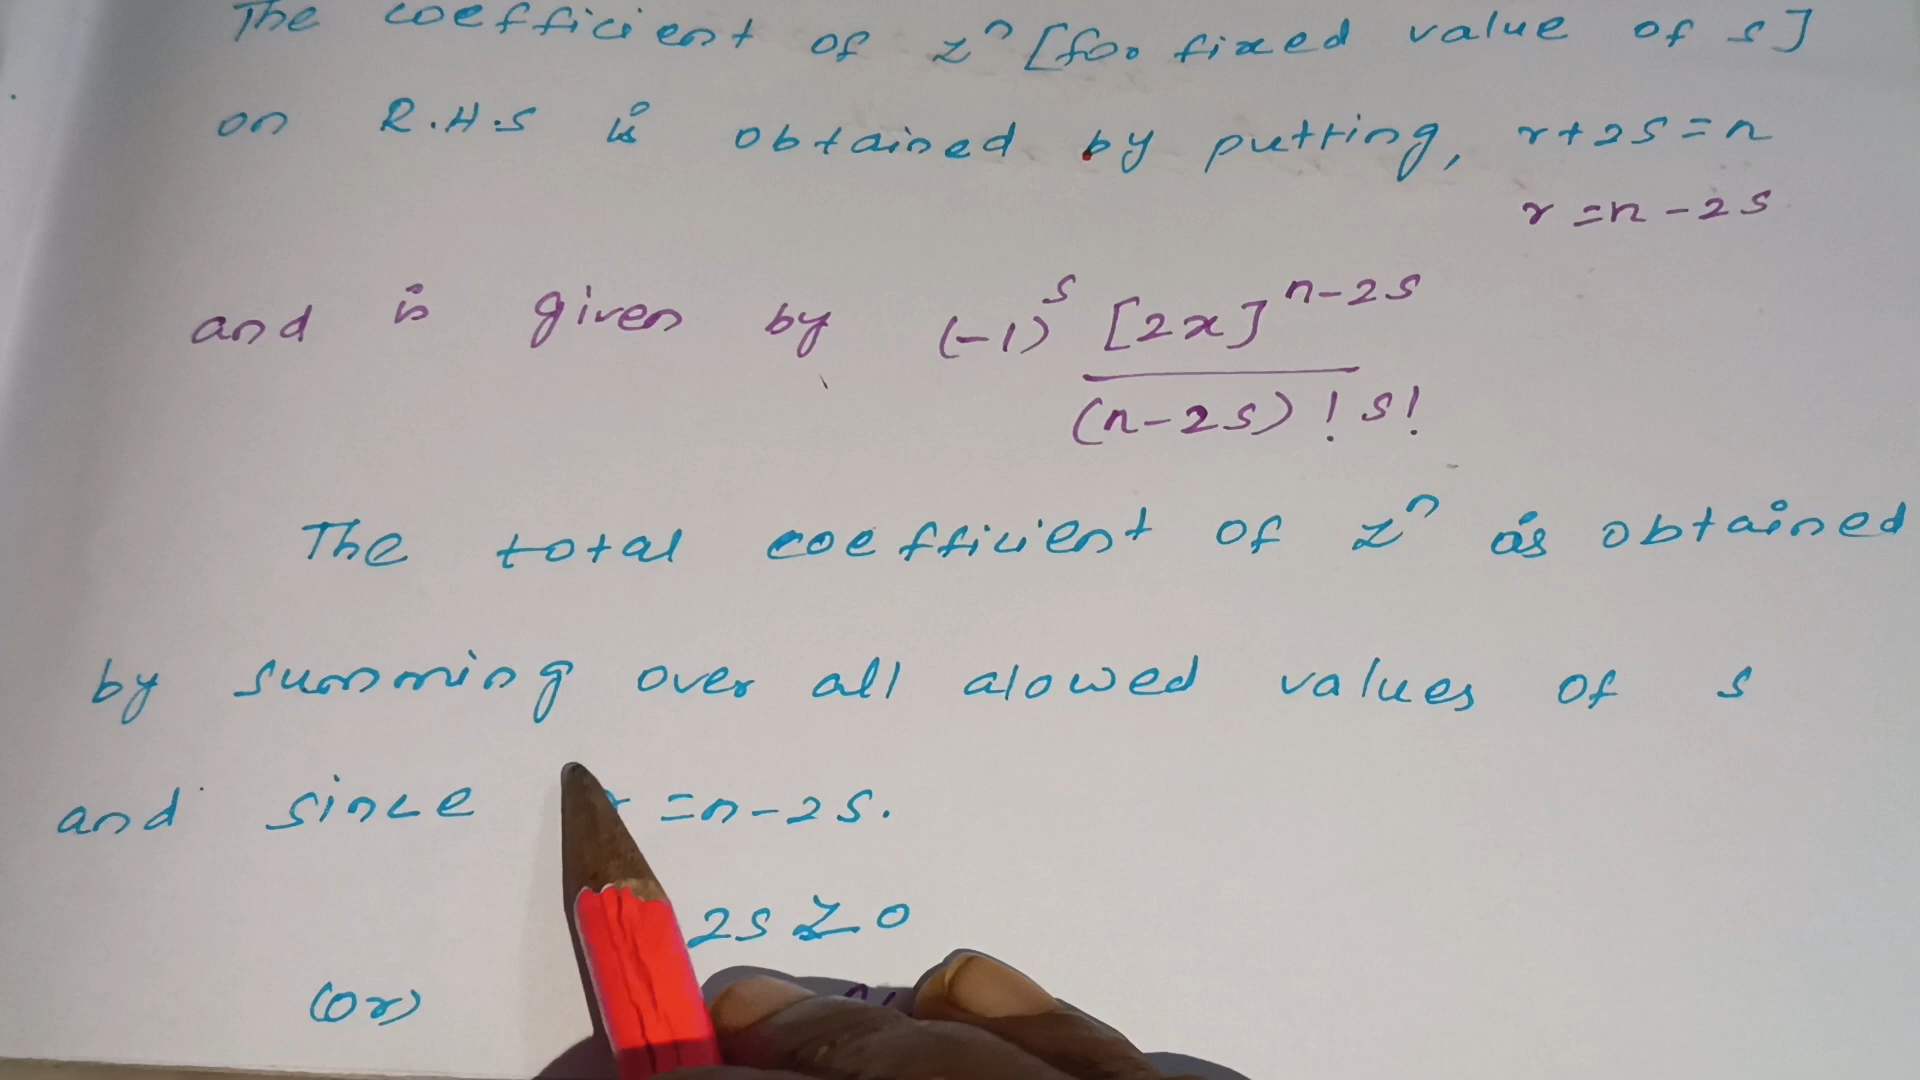 The coefficient of zⁿ [for fixed value of s]
on R.H.S is obtained by putting, r+2s=n
r=n-2s
and is given by (-1)ˢ [2x]ⁿ⁻²ˢ
(n-2s)! s!
The total coefficient of zⁿ is obtained
by summing over all alowed values of s
and since r=n-2s.
2s≥0
(or)